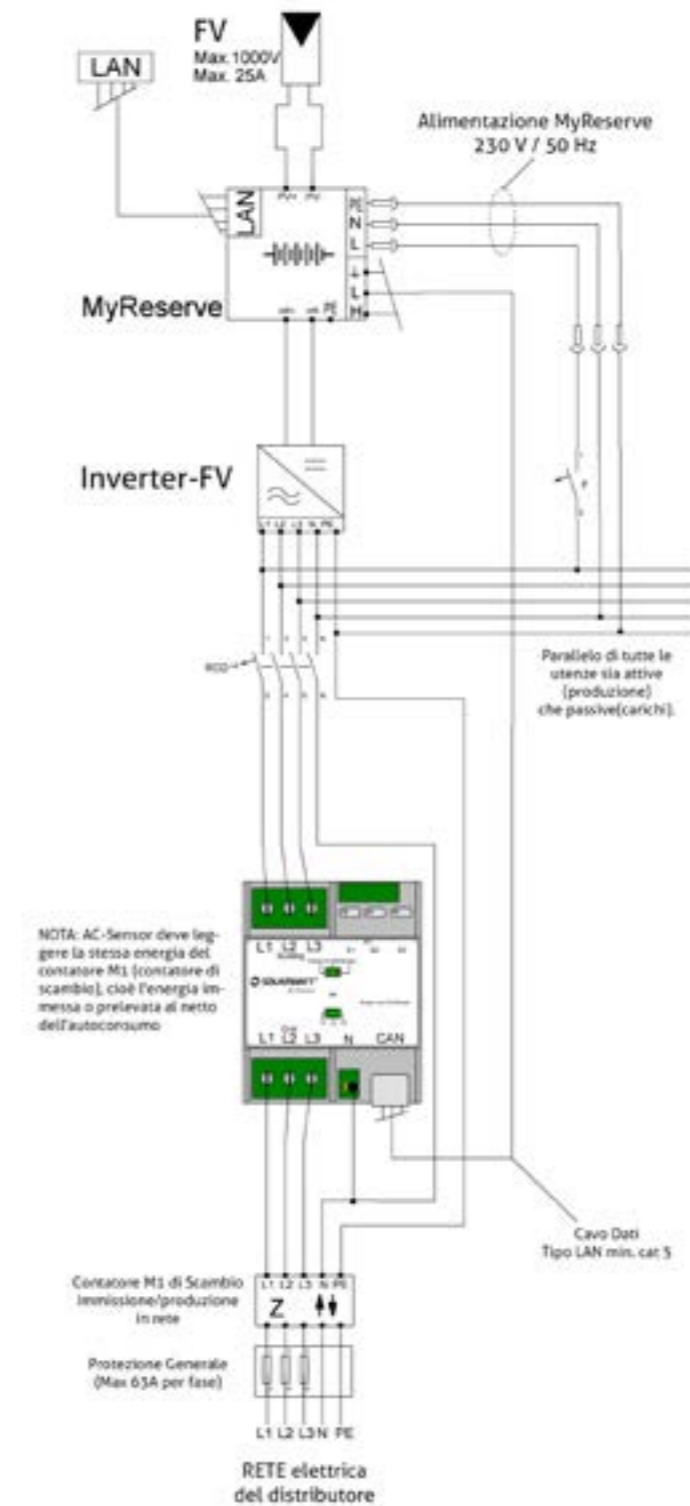 FV
Max. 1000V
Max. 25A
LAN
Alimentazione MyReserve
230 V / 50 Hz
LAN
PV+ PV-
PE
N
L
L
L
H
MyReserve
PE
Inverter-FV
L1 L2 L3 N PE
RCD
Parallelo di tutte le
utenze sia attive
(produzione)
che passive(carichi).
NOTA: AC-Sensor deve leg-
gere la stessa energia del
contatore M1 (contatore di
scambio), cioè l'energia im-
messa o prelevata al netto
dell'autoconsumo
L1 L2 L3
SOLARWATT
L1 L2 L3 N CAN
Cavo Dati
Tipo LAN min. cat 5
Contatore M1 di Scambio
immissione/produzione
in rete
L1 L2 L3 N PE
Z
Protezione Generale
(Max 63A per fase)
L1 L2 L3 N PE
RETE elettrica
del distributore